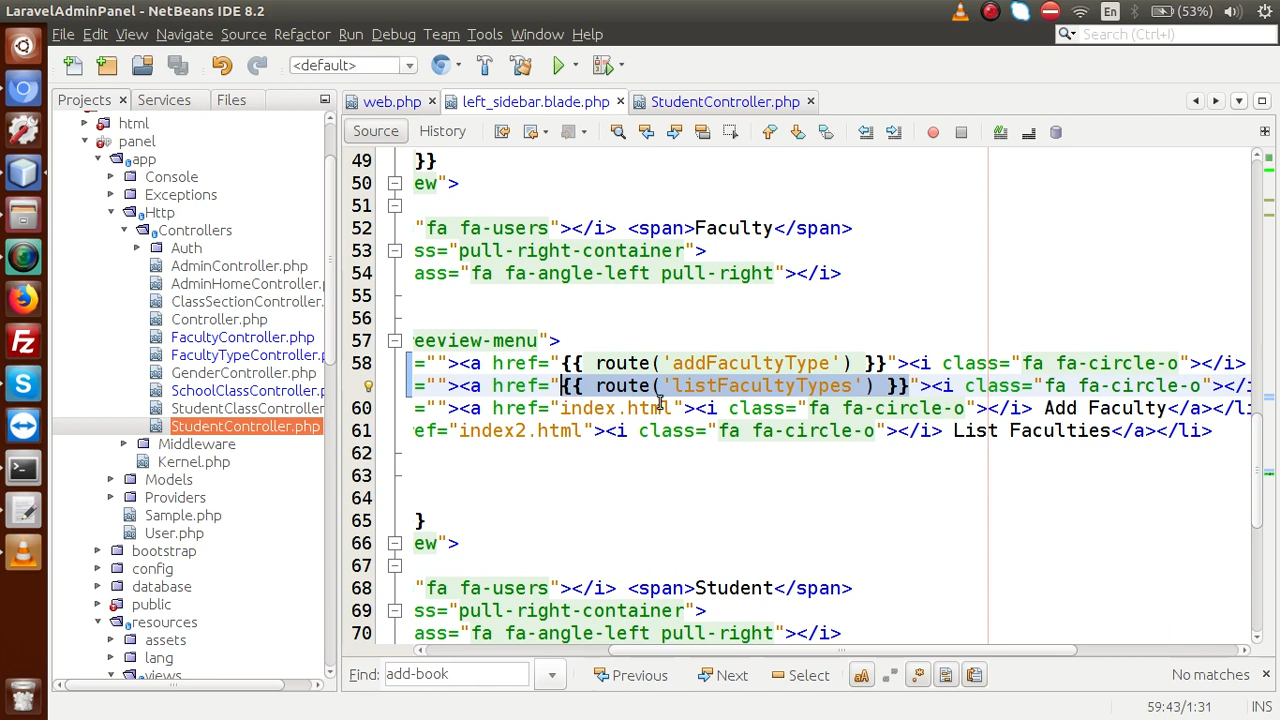 LaravelAdminPanel - NetBeans IDE 8.2
En
(53%)
File Edit View Navigate Source Refactor Run Debug Team Tools Window Help
Search (Ctrl+I)
<default>
Projects Services Files
web.php left_sidebar.blade.php StudentController.php
Source History
html
panel
app
Console
Exceptions
Http
Controllers
Auth
AdminController.php
AdminHomeController.
ClassSectionController.
Controller.php
FacultyController.php
FacultyTypeController.
GenderController.php
SchoolClassController.
StudentClassController
StudentController.php
Middleware
Kernel.php
Models
Providers
Sample.php
User.php
bootstrap
config
database
public
resources
assets
lang
views
49 }}
50 ew">
51
52 "fa fa-users"></i> <span>Faculty</span>
53 ss="pull-right-container">
54 ass="fa fa-angle-left pull-right"></i>
55
56
57 reeview-menu">
58 =""><a href="{{ route('addFacultyType') }}"><i class="fa fa-circle-o"></i>
=""><a href="{{ route('listFacultyTypes') }}"><i class="fa fa-circle-o"></i
60 =""><a href="index.html"><i class="fa fa-circle-o"></i> Add Faculty</a></li
61 ref="index2.html"><i class="fa fa-circle-o"></i> List Faculties</a></li>
62
63
64
65 }
66 ew">
67
68 "fa fa-users"></i> <span>Student</span>
69 ss="pull-right-container">
70 ass="fa fa-angle-left pull-right"></i>
Find: add-book Previous Next Select aA No matches
59:43/1:31 INS